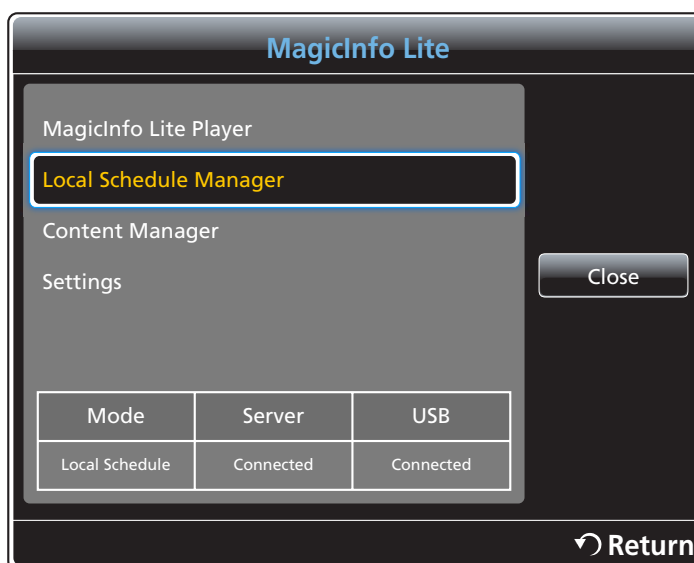 MagicInfo Lite
MagicInfo Lite Player
Local Schedule Manager
Content Manager
Settings
Close
Mode Server USB
Local Schedule Connected Connected
Return